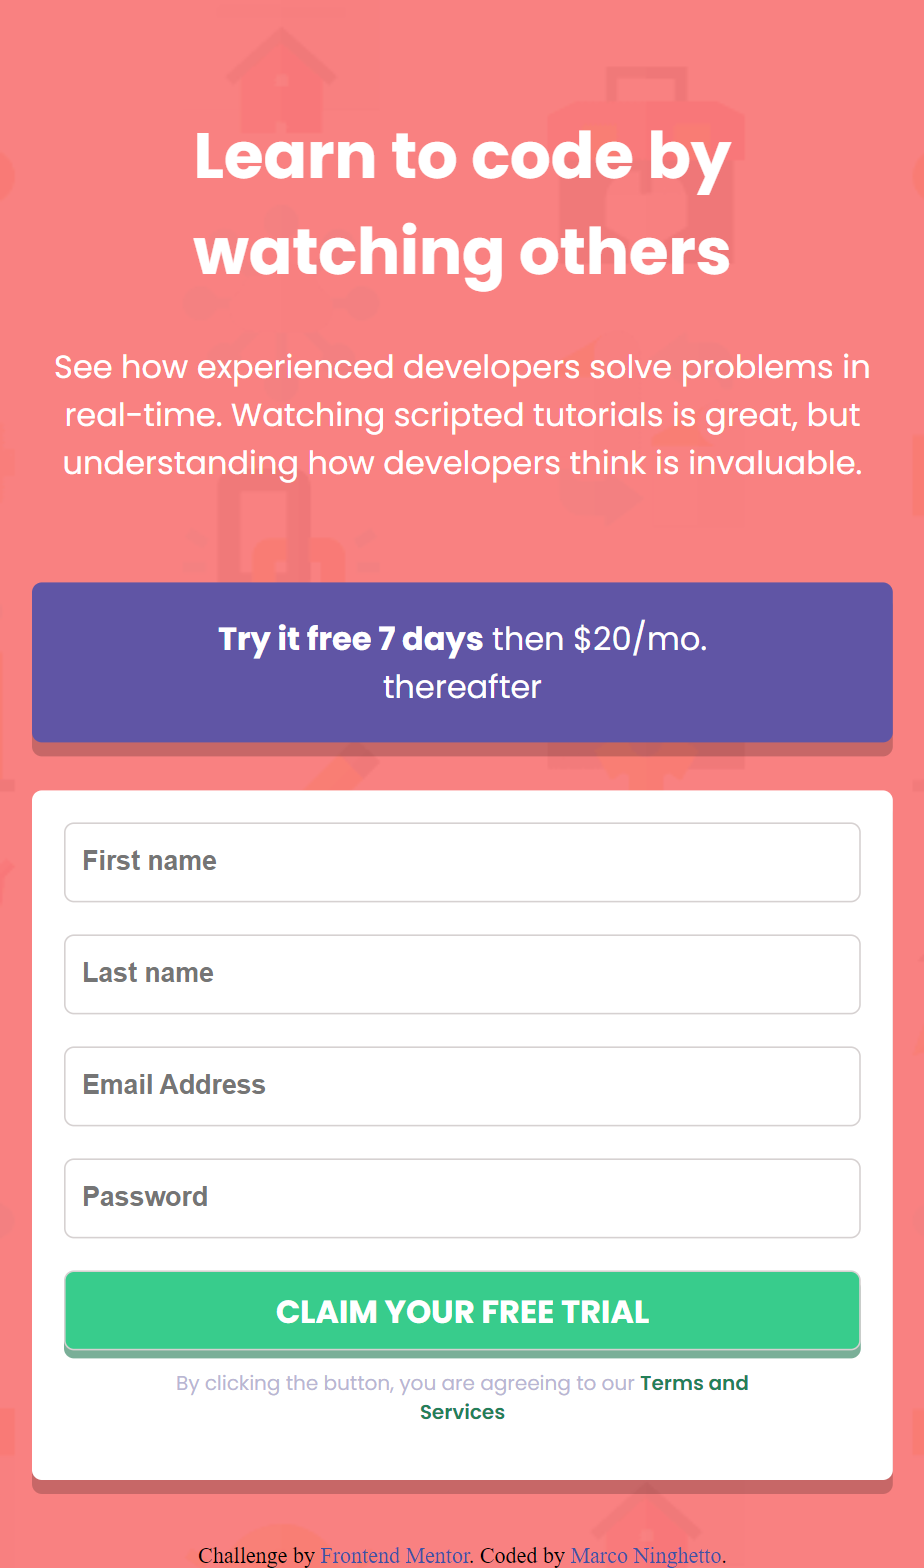 Learn to code by
watching others
See how experienced developers solve problems in
real-time. Watching scripted tutorials is great, but
understanding how developers think is invaluable.
Try it free 7 days then $20/mo.
thereafter
First name
Last name
Email Address
Password
CLAIM YOUR FREE TRIAL
By clicking the button, you are agreeing to our Terms and
Services
Challenge by Frontend Mentor. Coded by Marco Ninghetto.